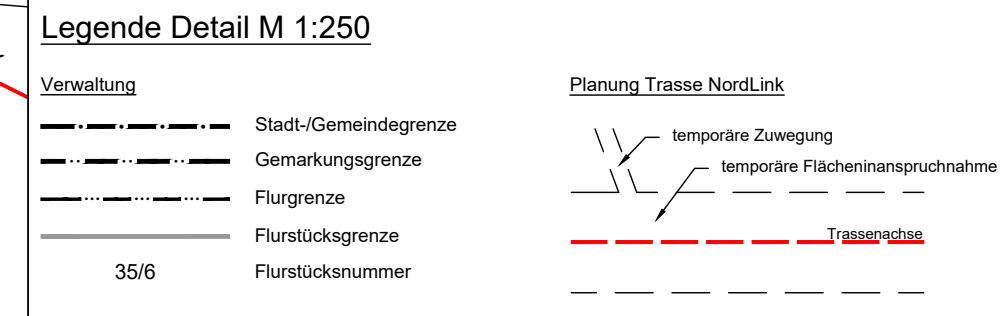 Legende Detail M 1:250
Verwaltung
Stadt-/Gemeindegrenze
Gemarkungsgrenze
Flurgrenze
Flurstücksgrenze
35/6 Flurstücksnummer
Planung Trasse NordLink
temporäre Zuwegung
temporäre Flächeninanspruchnahme
Trassenachse